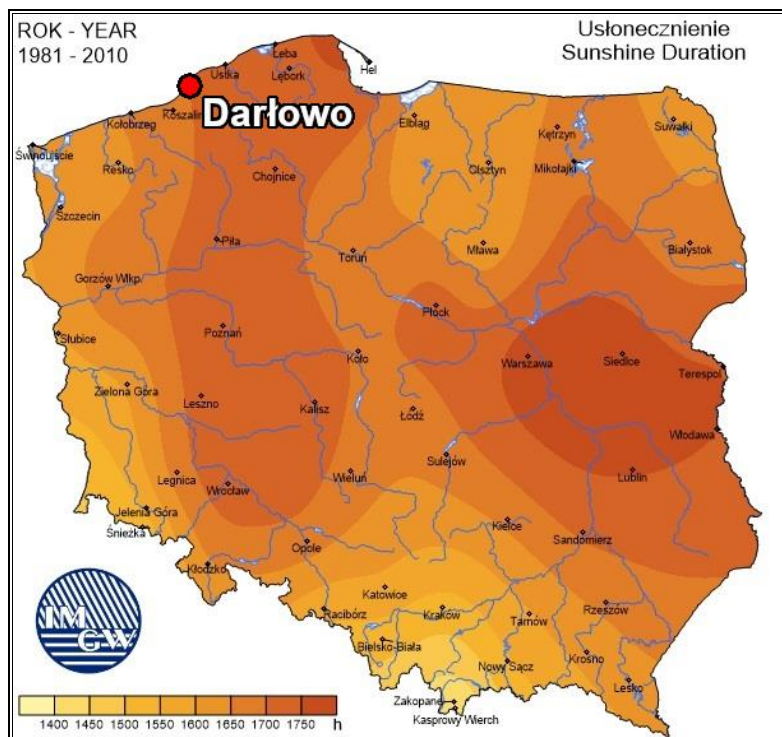 ROK - YEAR
1981 - 2010
Usłonecznienie
Sunshine Duration
Łeba
Ustka
Lębork
Hel
Darłowo
Koszalin
Kołobrzeg
Elbląg
Kętrzyn
Suwałki
Świnoujście
Resko
Chojnice
Olsztyn
Mikołajki
Szczecin
Piła
Toruń
Mława
Białystok
Gorzów Wlkp.
Płock
Słubice
Poznań
Koło
Warszawa
Siedlce
Terespol
Zielona Góra
Leszno
Kalisz
Łódź
Włodawa
Sulejów
Legnica
Wrocław
Wieluń
Lublin
Jelenia Góra
Śnieżka
Opole
Kielce
Sandomierz
Kłodzko
Katowice
Racibórz
Kraków
Tarnów
Rzeszów
Bielsko-Biała
Nowy Sącz
Krosno
Lesko
Zakopane
Kasprowy Wierch
IM
GW
1400 1450 1500 1550 1600 1650 1700 1750 h